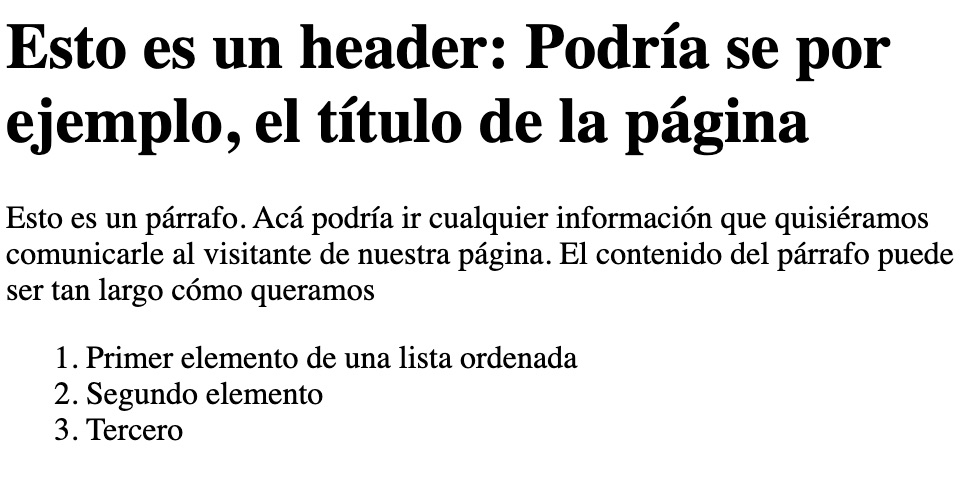 Esto es un header: Podría se por
ejemplo, el título de la página
Esto es un párrafo. Acá podría ir cualquier información que quisiéramos
comunicarle al visitante de nuestra página. El contenido del párrafo puede
ser tan largo cómo queramos
1. Primer elemento de una lista ordenada
2. Segundo elemento
3. Tercero